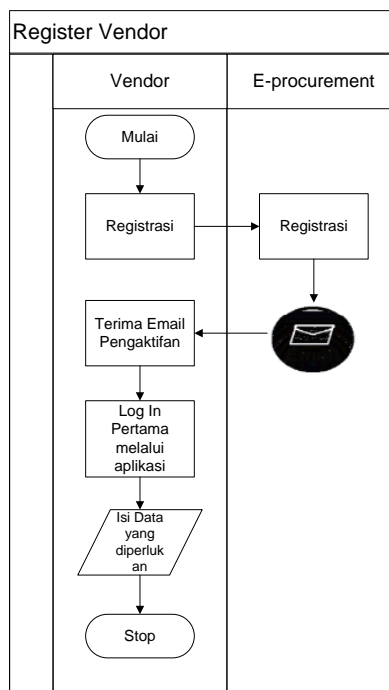 Register Vendor
Vendor
E-procurement
Mulai
Registrasi
Registrasi
Terima Email
Pengaktifan
Log In
Pertama
melalui
aplikasi
Isi Data
yang
diperluk
an
Stop